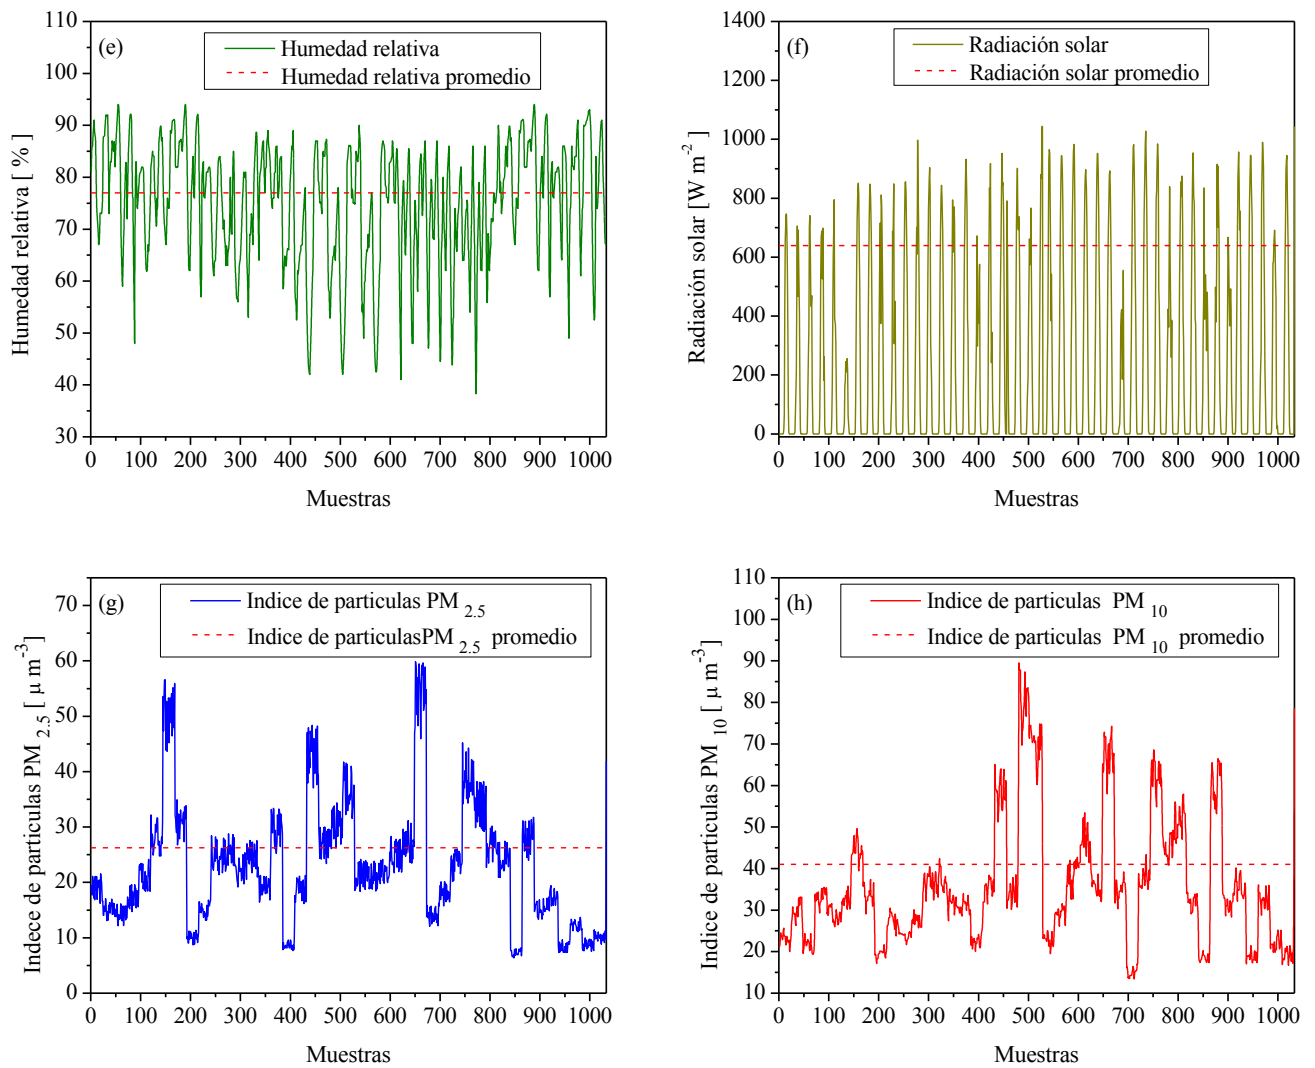 (e)
Humedad relativa
Humedad relativa promedio
Humedad relativa [ % ]
110
100
90
80
70
60
50
40
30
0 100 200 300 400 500 600 700 800 900 1000
Muestras
(f)
Radiación solar
Radiación solar promedio
Radiación solar [W m-2]
1400
1200
1000
800
600
400
200
0
0 100 200 300 400 500 600 700 800 900 1000
Muestras
(g)
Indice de particulas PM 2.5
Indice de particulasPM 2.5 promedio
Indece de particulas PM 2.5 [ μ m-3]
70
60
50
40
30
20
10
0
0 100 200 300 400 500 600 700 800 900 1000
Muestras
(h)
Indice de particulas PM 10
Indice de particulas PM 10 promedio
Indice de particulas PM 10 [ μ m-3]
110
100
90
80
70
60
50
40
30
20
10
0 100 200 300 400 500 600 700 800 900 1000
Muestras